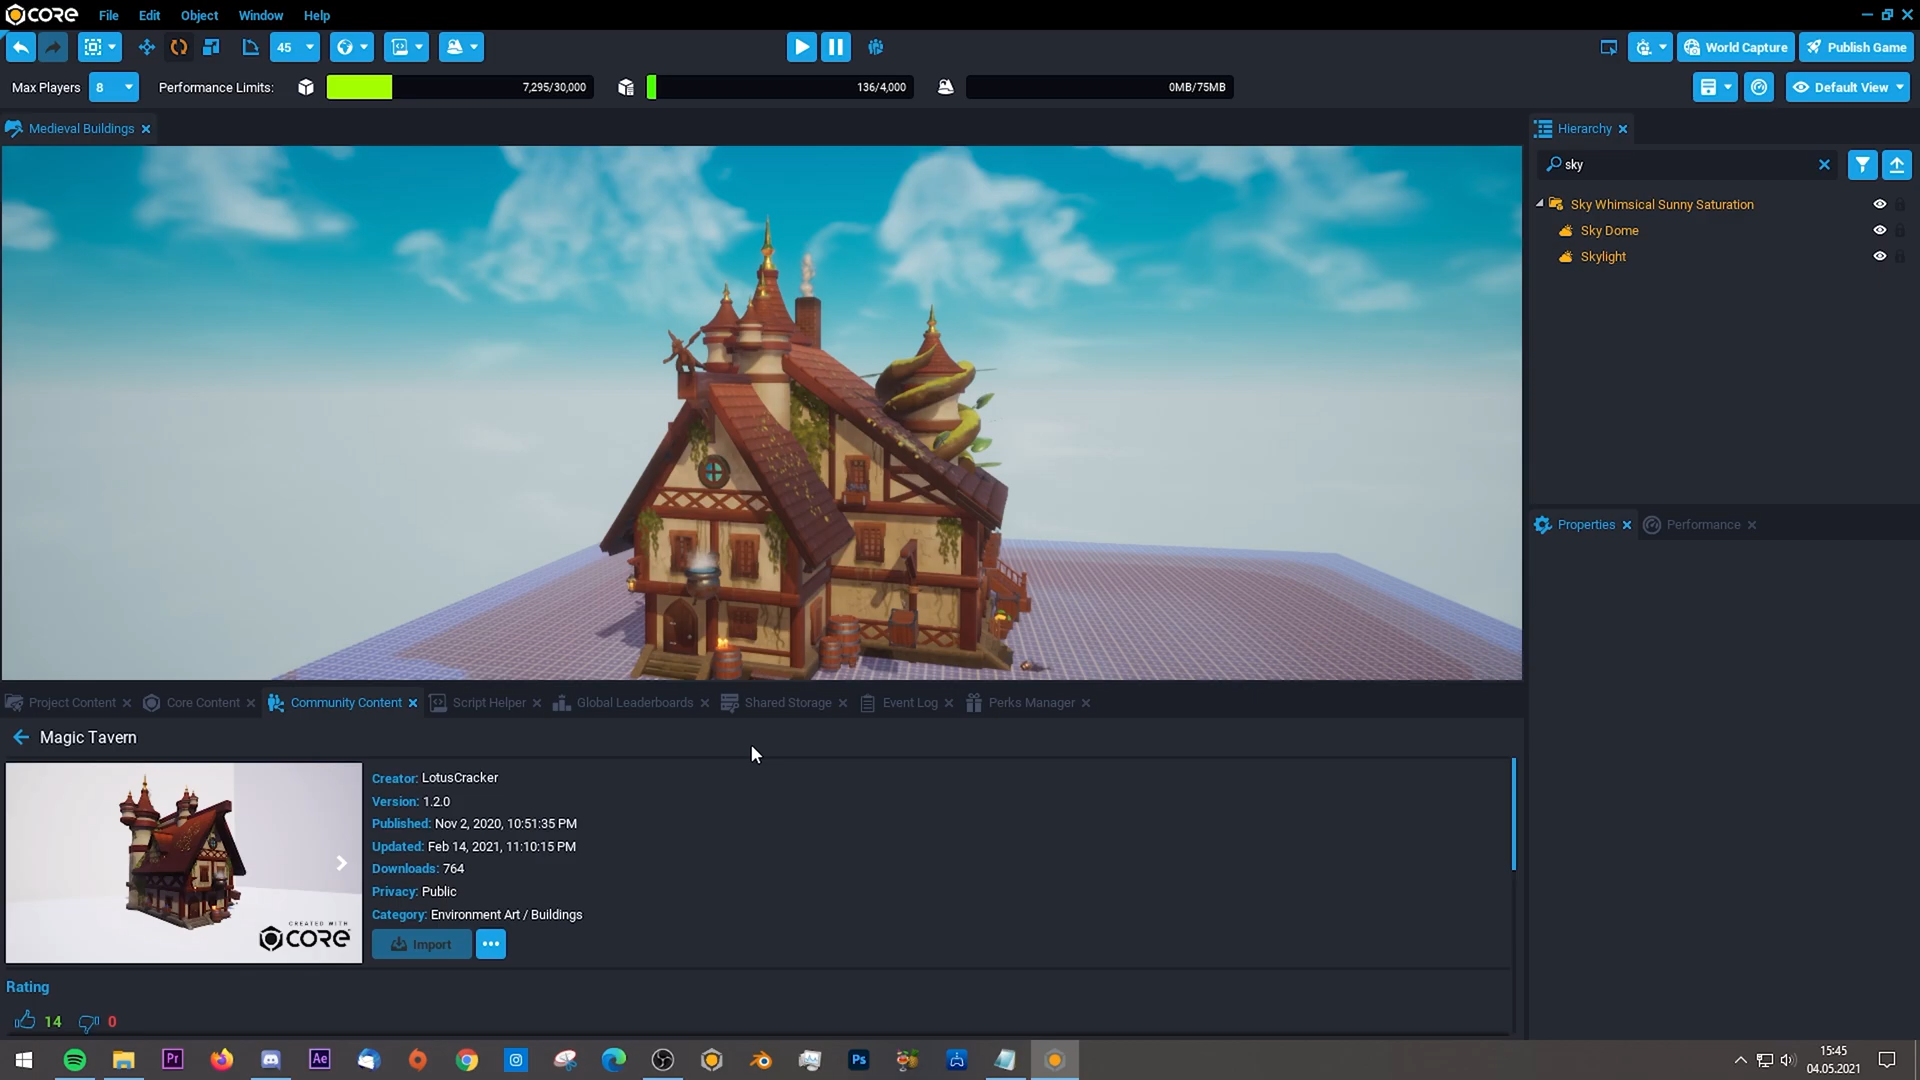 CORE File Edit Object Window Help
45 World Capture Publish Game
Max Players 8 Performance Limits: 7,295/30,000 136/4,000 0MB/75MB Default View
Medieval Buildings
Hierarchy
sky
Sky Whimsical Sunny Saturation
Sky Dome
Skylight
Properties Performance
Project Content Core Content Community Content Script Helper Global Leaderboards Shared Storage Event Log Perks Manager
Magic Tavern
CREATED WITH
CORE
Creator: LotusCracker
Version: 1.2.0
Published: Nov 2, 2020, 10:51:35 PM
Updated: Feb 14, 2021, 11:10:15 PM
Downloads: 764
Privacy: Public
Category: Environment Art / Buildings
Import
Rating
14 0
Pr Ae Ps
15:45
04.05.2021